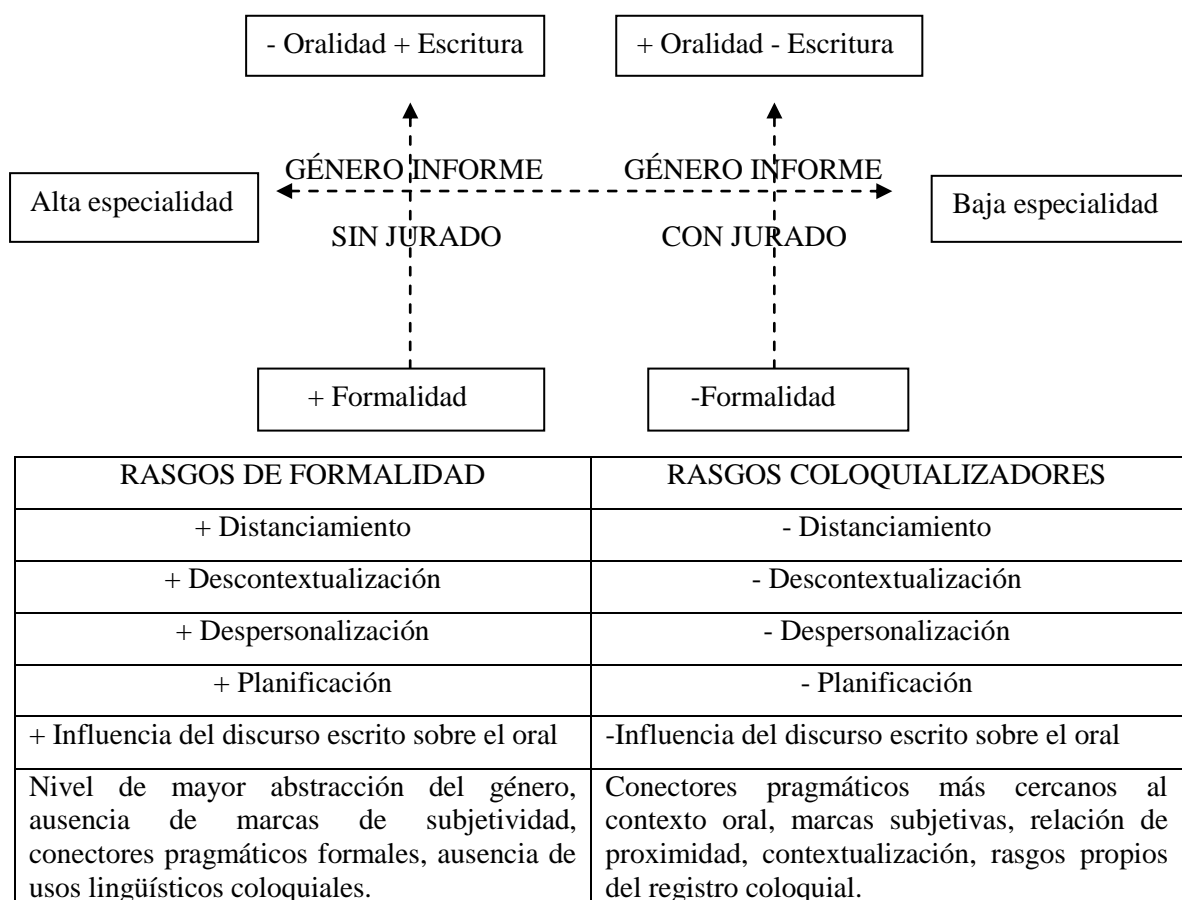 - Oralidad + Escritura
+ Oralidad - Escritura
GÉNERO INFORME
GÉNERO INFORME
Alta especialidad
Baja especialidad
SIN JURADO
CON JURADO
+ Formalidad
-Formalidad
RASGOS DE FORMALIDAD
RASGOS COLOQUIALIZADORES
+ Distanciamiento
- Distanciamiento
+ Descontextualización
- Descontextualización
+ Despersonalización
- Despersonalización
+ Planificación
- Planificación
+ Influencia del discurso escrito sobre el oral
-Influencia del discurso escrito sobre el oral
Nivel de mayor abstracción del género,
ausencia de marcas de subjetividad,
conectores pragmáticos formales, ausencia de
usos lingüísticos coloquiales.
Conectores pragmáticos más cercanos al
contexto oral, marcas subjetivas, relación de
proximidad, contextualización, rasgos propios
del registro coloquial.